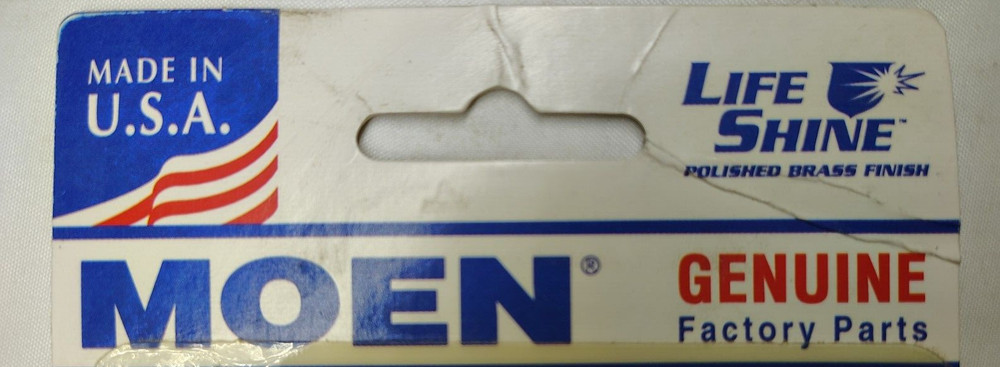 MADE IN
U.S.A.
LIFE
SHINE™
POLISHED BRASS FINISH
MOEN®
GENUINE
Factory Parts